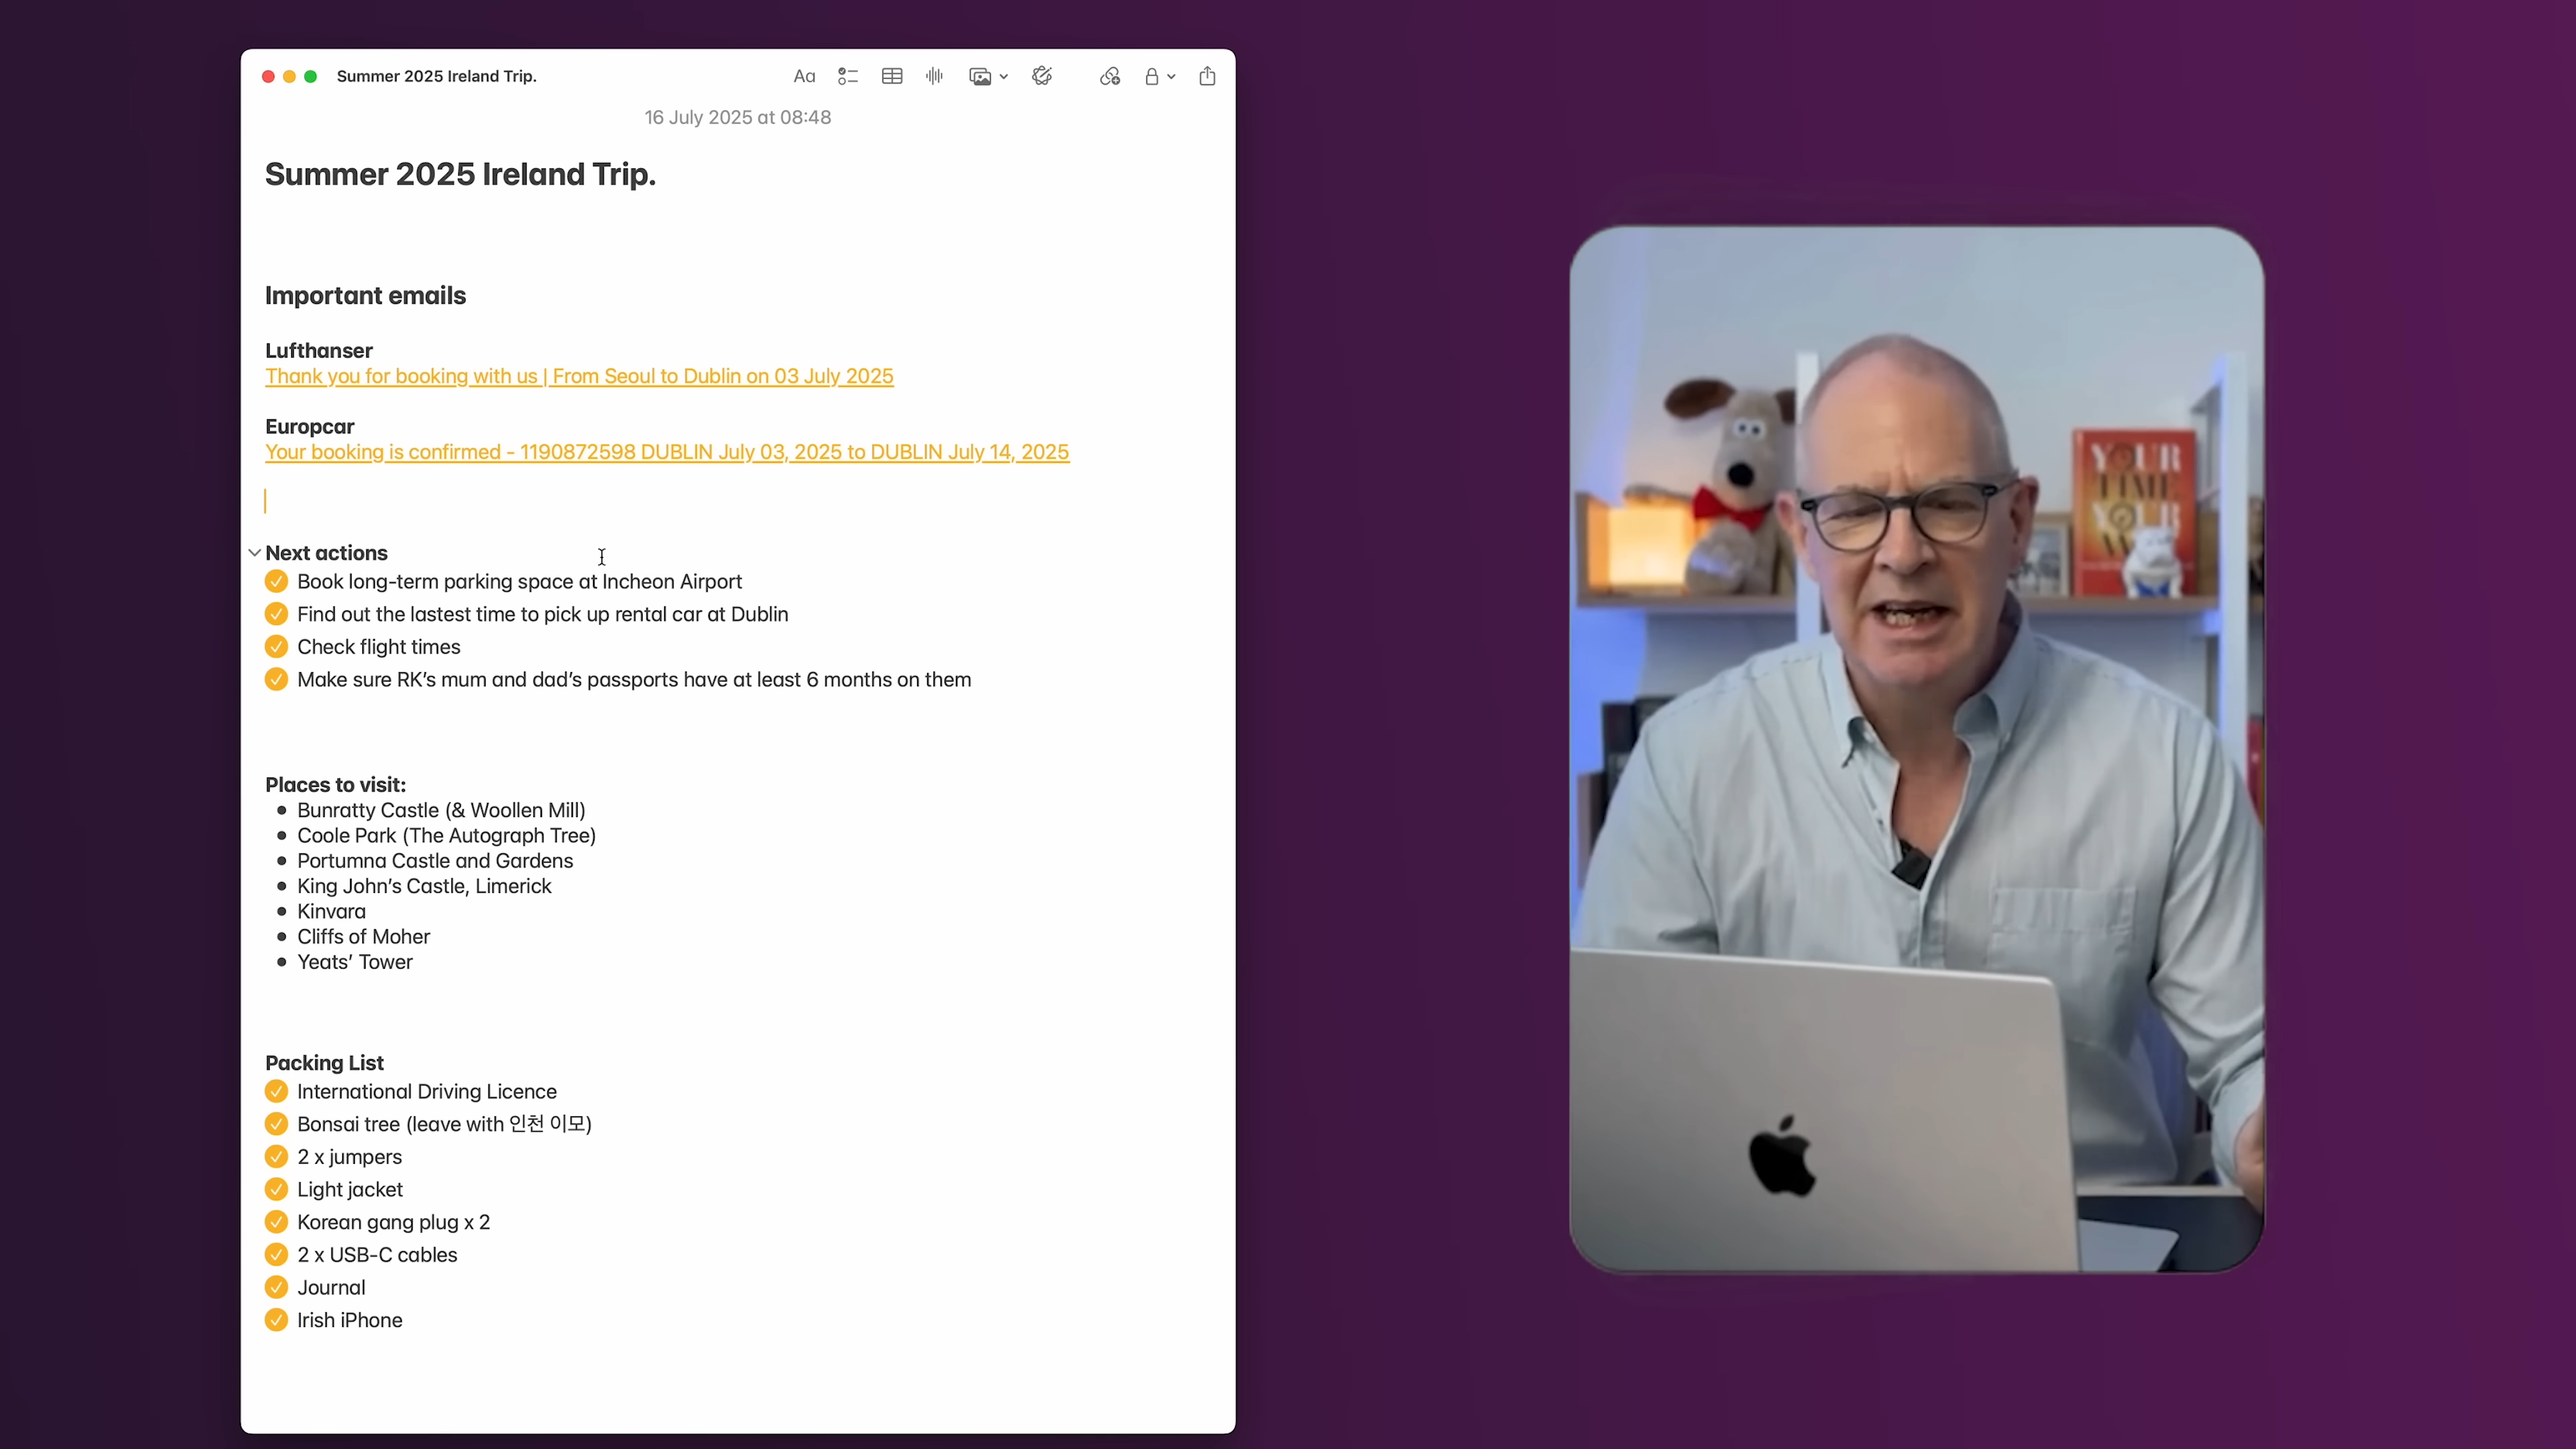 Summer 2025 Ireland Trip.
Aa
16 July 2025 at 08:48
Summer 2025 Ireland Trip.
Important emails
Lufthanser
Thank you for booking with us | From Seoul to Dublin on 03 July 2025
Europcar
Your booking is confirmed - 1190872598 DUBLIN July 03, 2025 to DUBLIN July 14, 2025
Next actions
Book long-term parking space at Incheon Airport
Find out the lastest time to pick up rental car at Dublin
Check flight times
Make sure RK’s mum and dad’s passports have at least 6 months on them
Places to visit:
Bunratty Castle (& Woollen Mill)
Coole Park (The Autograph Tree)
Portumna Castle and Gardens
King John’s Castle, Limerick
Kinvara
Cliffs of Moher
Yeats’ Tower
Packing List
International Driving Licence
Bonsai tree (leave with 인천 이모)
2 x jumpers
Light jacket
Korean gang plug x 2
2 x USB-C cables
Journal
Irish iPhone
YOUR
TIME
YOUR